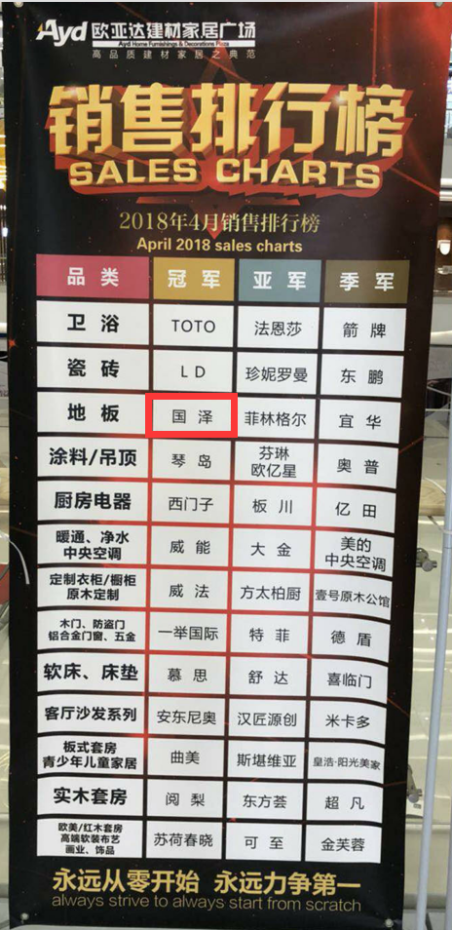 Ayd 欧亚达建材家居广场
Ayd Home Furnishings & Decorations Plaza
高品质建材家居之典范
销售排行榜
SALES CHARTS
2018年4月销售排行榜
April 2018 sales charts
品类 冠军 亚军 季军
卫浴 TOTO 法恩莎 箭牌
瓷砖 LD 珍妮罗曼 东鹏
地板 国泽 菲林格尔 宜华
涂料/吊顶 琴岛 芬琳 欧亿星 奥普
厨房电器 西门子 板川 亿田
暖通、净水 中央空调 威能 大金 美的 中央空调
定制衣柜/橱柜 原木定制 威法 方太柏厨 壹号原木公馆
木门、防盗门 铝合金门窗、五金 一举国际 特菲 德盾
软床、床垫 慕思 舒达 喜临门
客厅沙发系列 安东尼奥 汉匠源创 米卡多
板式套房 青少年儿童家居 曲美 斯堪维亚 皇浩·阳光美家
实木套房 阅梨 东方荟 超凡
欧美/红木套房 高端软装布艺 画业、饰品 苏荷春晓 可至 金芙蓉
永远从零开始 永远力争第一
always strive to always start from scratch